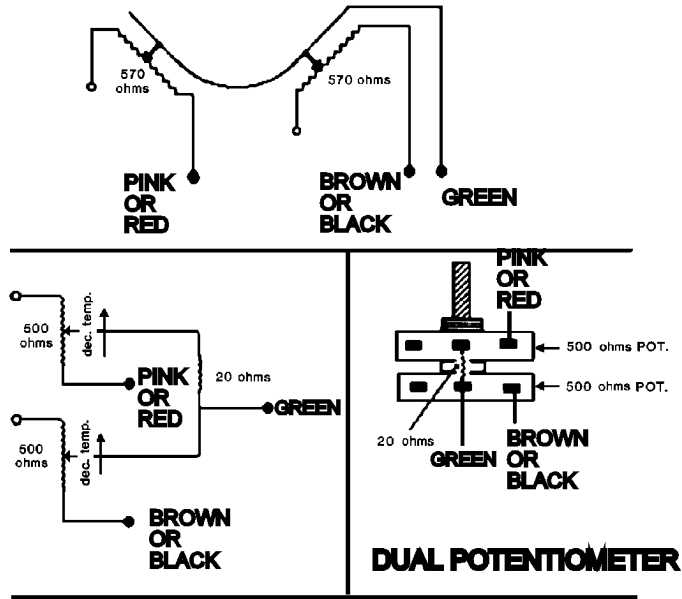 570
ohms
570 ohms
PINK
OR
RED
BROWN
OR
BLACK
GREEN
500
ohms
dec. temp.
PINK
OR
RED
20 ohms
GREEN
500
ohms
dec. temp.
BROWN
OR
BLACK
PINK
OR
RED
500 ohms POT.
500 ohms POT.
20 ohms
GREEN
BROWN
OR
BLACK
DUAL POTENTIOMETER